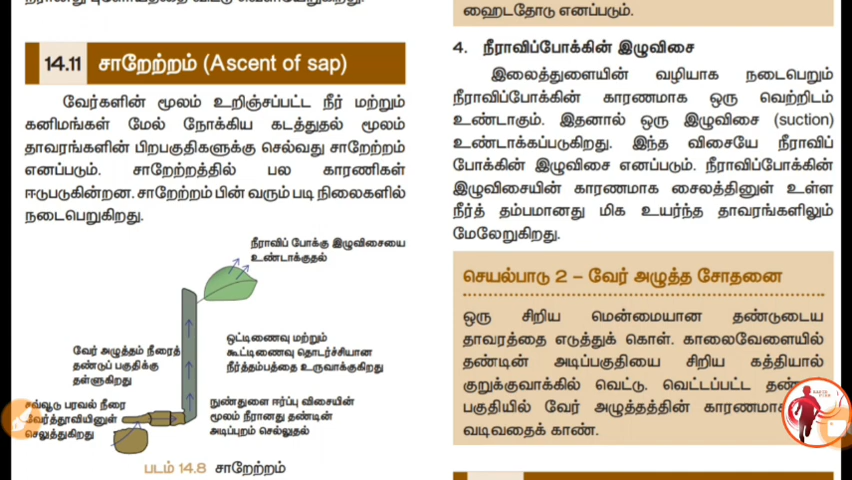 14.11 சாறேற்றம் (Ascent of sap)
வேர்களின் மூலம் உறிஞ்சப்பட்ட நீர் மற்றும்
கனிமங்கள் மேல் நோக்கிய கடத்துதல் மூலம்
தாவரங்களின் பிறபகுதிகளுக்கு செல்வது சாறேற்றம்
எனப்படும். சாறேற்றத்தில் பல காரணிகள்
ஈடுபடுகின்றன. சாறேற்றம் பின் வரும் படி நிலைகளில்
நடைபெறுகிறது.
நீராவிப் போக்கு இழுவிசையை
உண்டாக்குதல்
வேர் அழுத்தம் நீரைத்
தண்டுப் பகுதிக்கு
தள்ளுகிறது
ஒட்டிணைவு மற்றும்
கூட்டிணைவு தொடர்ச்சியான
நீர்த்தம்பத்தை உருவாக்குகிறது
சவ்வூடு பரவல் நீரை
வேர்த்தூவியினுள்
செலுத்துகிறது
நுண்துளை ஈர்ப்பு விசையின்
மூலம் நீரானது தண்டின்
அடிப்புறம் செல்லுதல்
படம் 14.8 சாறேற்றம்
ஹைடதோடு எனப்படும்.
4. நீராவிப்போக்கின் இழுவிசை
இலைத்துளையின் வழியாக நடைபெறும்
நீராவிப்போக்கின் காரணமாக ஒரு வெற்றிடம்
உண்டாகும். இதனால் ஒரு இழுவிசை (suction)
உண்டாக்கப்படுகிறது. இந்த விசையே நீராவிப்
போக்கின் இழுவிசை எனப்படும். நீராவிப்போக்கின்
இழுவிசையின் காரணமாக சைலத்தினுள் உள்ள
நீர்த் தம்பமானது மிக உயர்ந்த தாவரங்களிலும்
மேலேறுகிறது.
செயல்பாடு 2 – வேர் அழுத்த சோதனை
ஒரு சிறிய மென்மையான தண்டுடைய
தாவரத்தை எடுத்துக் கொள். காலைவேளையில்
தண்டின் அடிப்பகுதியை சிறிய கத்தியால்
குறுக்குவாக்கில் வெட்டு. வெட்டப்பட்ட
பகுதியில் வேர் அழுத்தத்தின்
வடிவதைக் காண்.